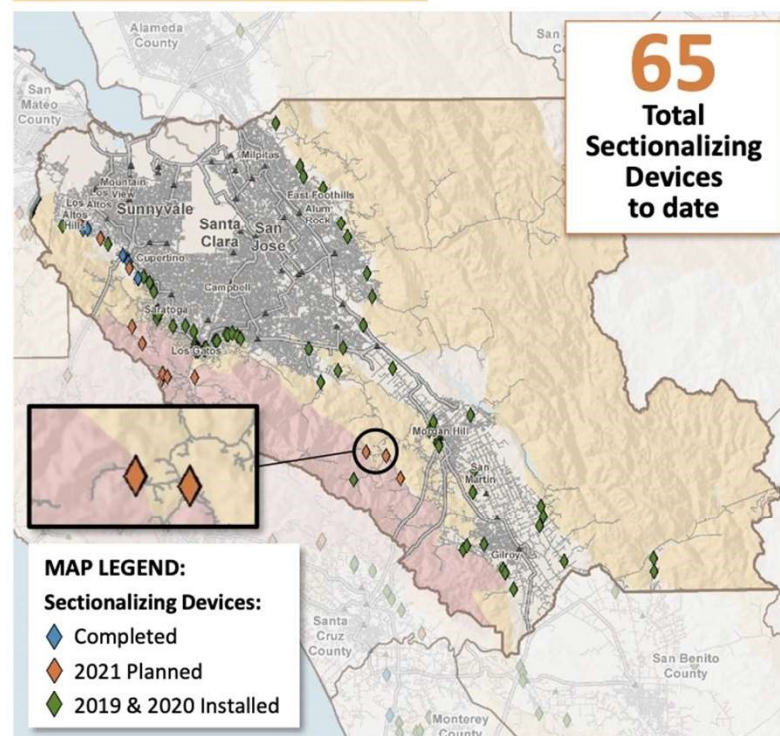 Alameda
County
San
Mateo
County
65
Total
Sectionalizing
Devices
to date
Milpitas
Mountain
View
Los Altos
Sunnyvale
Los
Altos
Hills
East Foothills
Alum
Rock
Santa
Clara
San
Jose
Cupertino
Campbell
Saratoga
Los Gatos
Morgan Hill
San
Martin
Gilroy
MAP LEGEND:
Sectionalizing Devices:
Completed
2021 Planned
2019 & 2020 Installed
Santa
Cruz
County
San Benito
County
Monterey
County